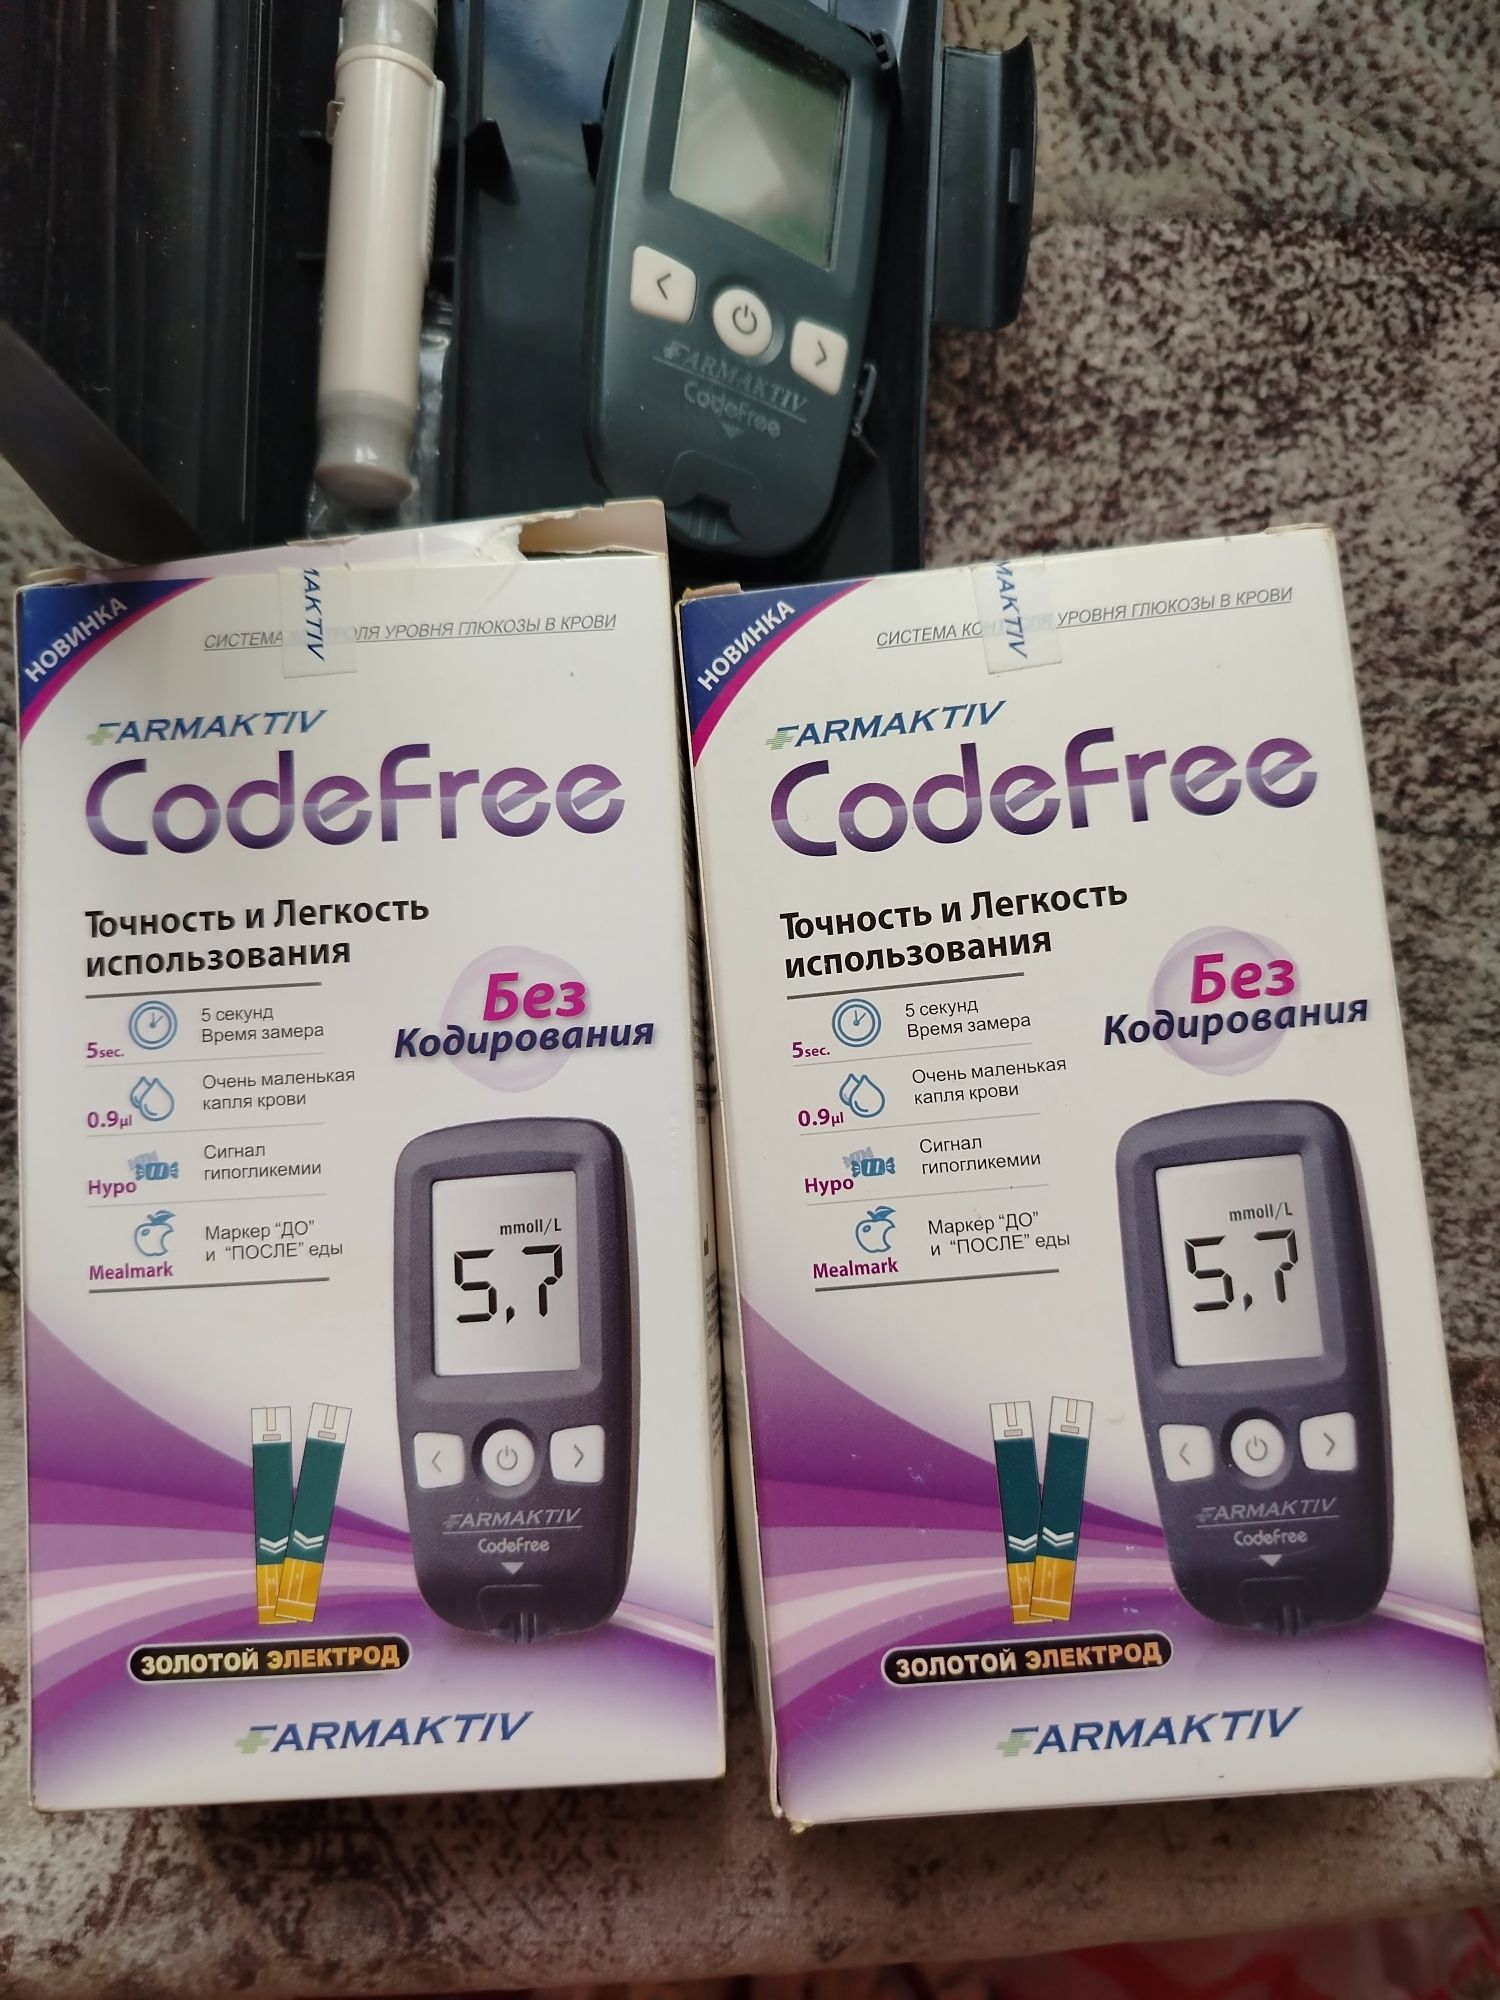 FARMAKTIV
CodeFree
НОВИНКА
СИСТЕМА КОНТРОЛЯ УРОВНЯ ГЛЮКОЗЫ В КРОВИ
FARMAKTIV
CodeFree
Точность и Легкость
использования
Без
Кодирования
5sec.
5 секунд
Время замера
0.9µl
Очень маленькая
капля крови
Hypo
Сигнал
гипогликемии
Mealmark
Маркер “ДО”
и “ПОСЛЕ” еды
mmoll/L
5,7
FARMAKTIV
CodeFree
ЗОЛОТОЙ ЭЛЕКТРОД
FARMAKTIV
НОВИНКА
СИСТЕМА КОНТРОЛЯ УРОВНЯ ГЛЮКОЗЫ В КРОВИ
FARMAKTIV
CodeFree
Точность и Легкость
использования
Без
Кодирования
5sec.
5 секунд
Время замера
0.9µl
Очень маленькая
капля крови
Hypo
Сигнал
гипогликемии
Mealmark
Маркер “ДО”
и “ПОСЛЕ” еды
mmoll/L
5,7
FARMAKTIV
CodeFree
ЗОЛОТОЙ ЭЛЕКТРОД
FARMAKTIV